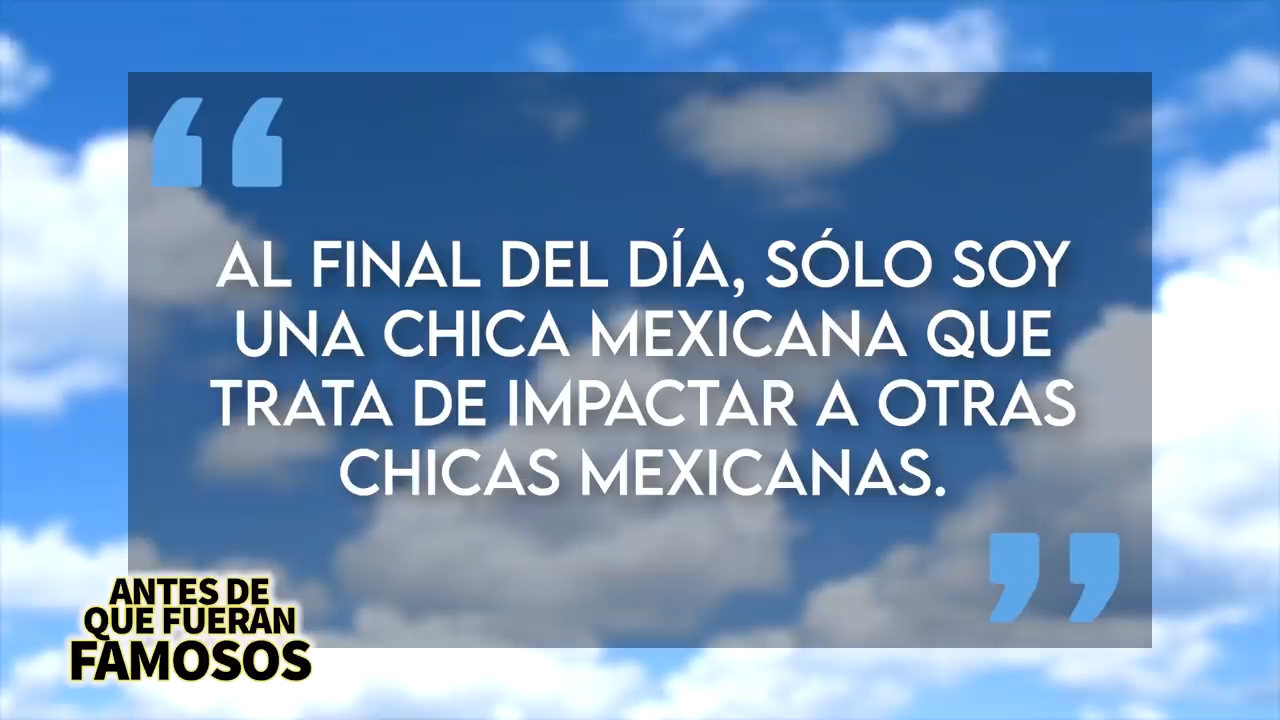 “
AL FINAL DEL DÍA, SÓLO SOY
UNA CHICA MEXICANA QUE
TRATA DE IMPACTAR A OTRAS
CHICAS MEXICANAS.
”
ANTES DE
QUE FUERAN
FAMOSOS